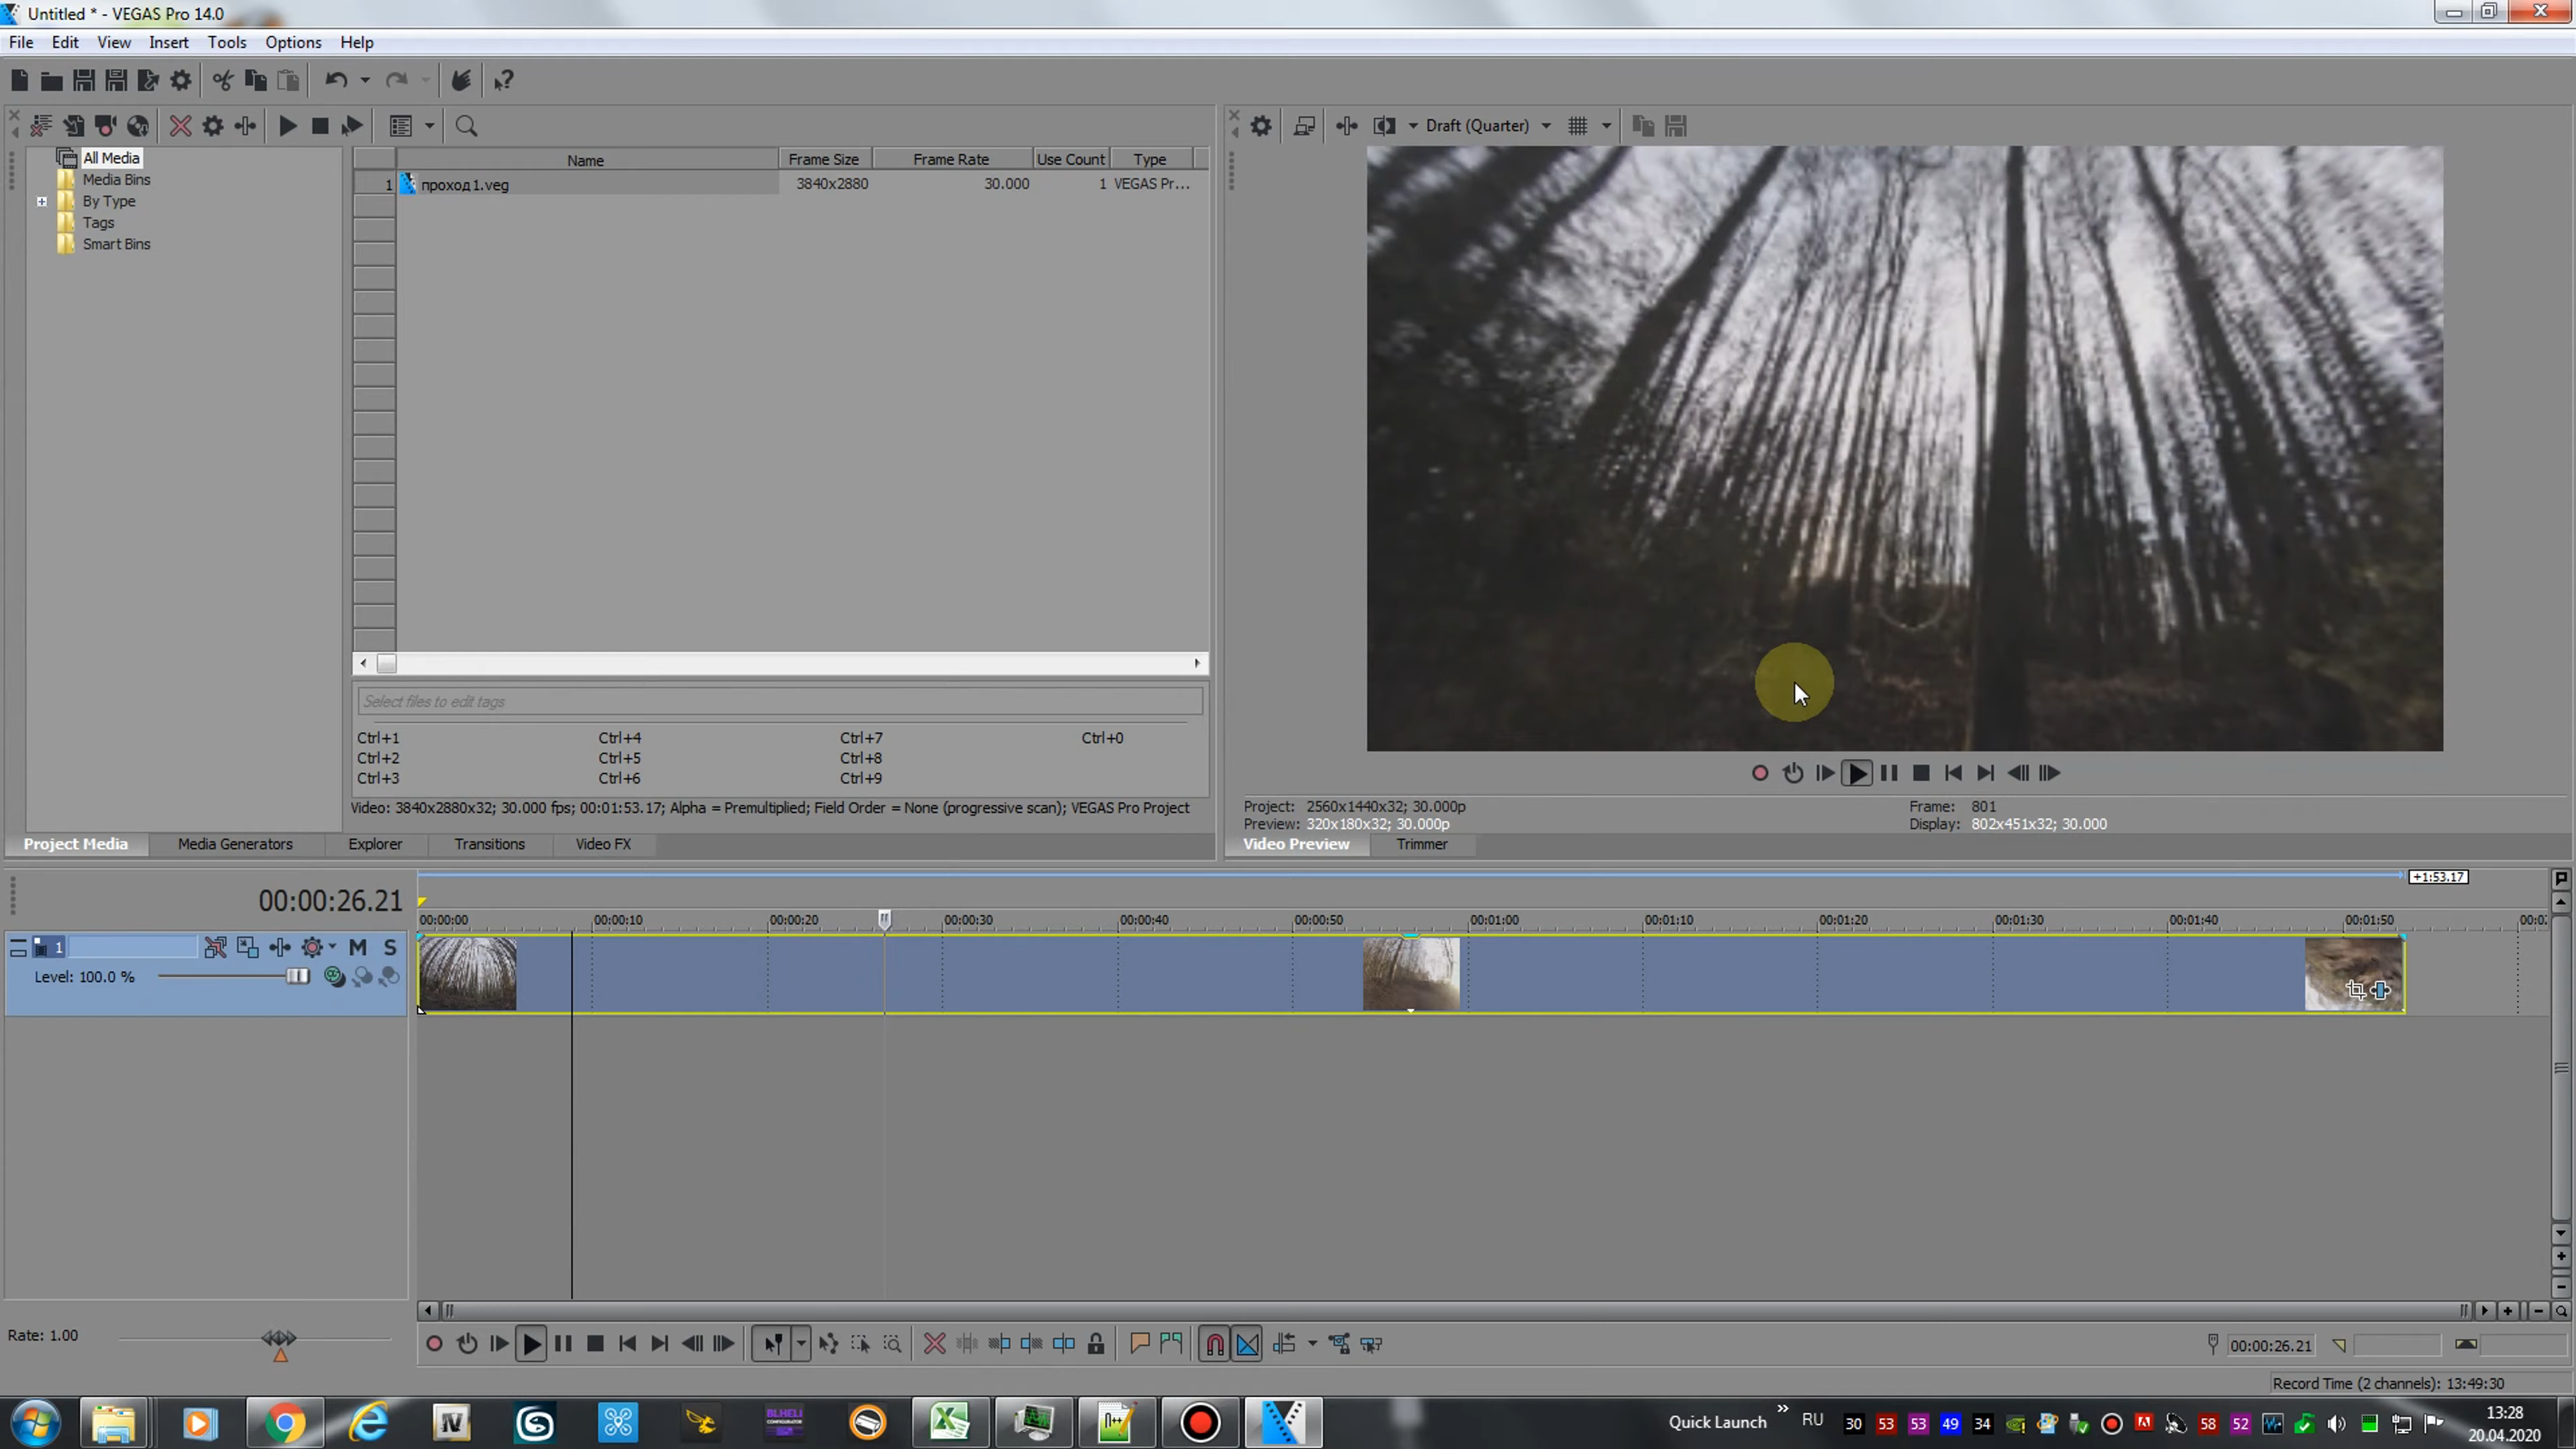 Untitled * - VEGAS Pro 14.0
File Edit View Insert Tools Options Help
Draft (Quarter)
All Media
Media Bins
By Type
Tags
Smart Bins
Name Frame Size Frame Rate Use Count Type
1 проход1.veg 3840x2880 30.000 1 VEGAS Pr...
Select files to edit tags
Ctrl+1 Ctrl+4 Ctrl+7 Ctrl+0
Ctrl+2 Ctrl+5 Ctrl+8
Ctrl+3 Ctrl+6 Ctrl+9
Video: 3840x2880x32; 30.000 fps; 00:01:53.17; Alpha = Premultiplied; Field Order = None (progressive scan); VEGAS Pro Project
Project: 2560x1440x32; 30.000p Frame: 801
Preview: 320x180x32; 30.000p Display: 802x451x32; 30.000
Project Media Media Generators Explorer Transitions Video FX
Video Preview Trimmer
+1:53.17
00:00:26.21
00:00:00 00:00:10 00:00:20 00:00:30 00:00:40 00:00:50 00:01:00 00:01:10 00:01:20 00:01:30 00:01:40 00:01:50 00:0
1 M S
Level: 100.0 %
Rate: 1.00
00:00:26.21
Record Time (2 channels): 13:49:30
BLHELI
CONFIGURATOR
Quick Launch » RU 30 53 53 49 34 58 52
13:28
20.04.2020